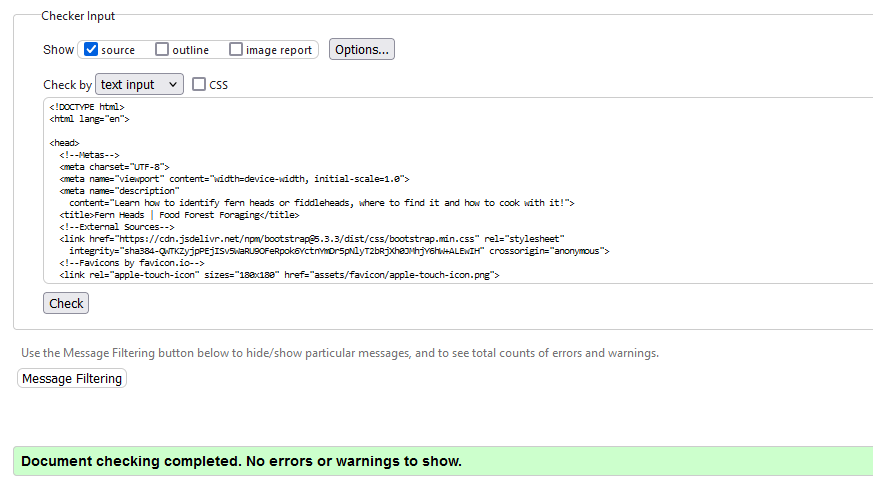 Checker Input
Show source outline image report Options...
Check by text input CSS
<!DOCTYPE html>
<html lang="en">
<head>
<!--Metas-->
<meta charset="UTF-8">
<meta name="viewport" content="width=device-width, initial-scale=1.0">
<meta name="description"
content="Learn how to identify fern heads or fiddleheads, where to find it and how to cook with it!">
<title>Fern Heads | Food Forest Foraging</title>
<!--External Sources-->
<link href="https://cdn.jsdelivr.net/npm/bootstrap@5.3.3/dist/css/bootstrap.min.css" rel="stylesheet"
integrity="sha384-QWTKZyjpPEjISv5WaRU9OFeRpok6YctnYmDr5pNlyT2bRjXh0JMhjY6hW+ALEwIH" crossorigin="anonymous">
<!--Favicons by favicon.io-->
<link rel="apple-touch-icon" sizes="180x180" href="assets/favicon/apple-touch-icon.png">
Check
Use the Message Filtering button below to hide/show particular messages, and to see total counts of errors and warnings.
Message Filtering
Document checking completed. No errors or warnings to show.